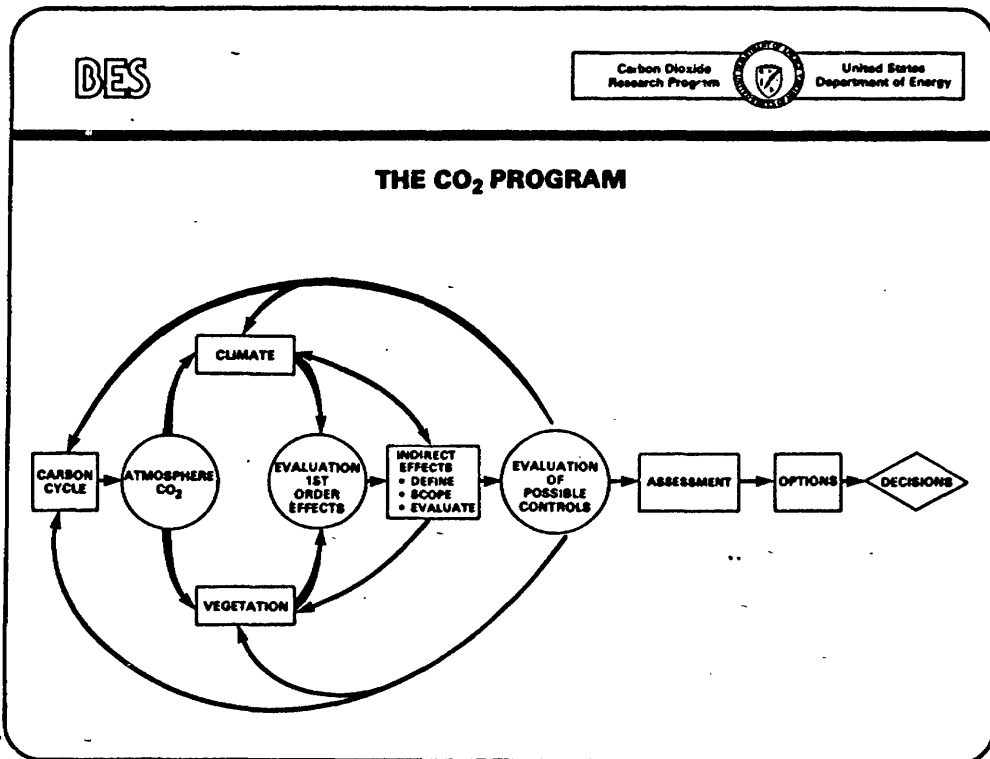 BES
Carbon Dioxide
Research Program
United States
Department of Energy
THE CO₂ PROGRAM
CLIMATE
CARBON
CYCLE
ATMOSPHERE
CO₂
EVALUATION
1ST
ORDER
EFFECTS
INDIRECT
EFFECTS
• DEFINE
• SCOPE
• EVALUATE
EVALUATION
OF
POSSIBLE
CONTROLS
ASSESSMENT
OPTIONS
DECISIONS
VEGETATION